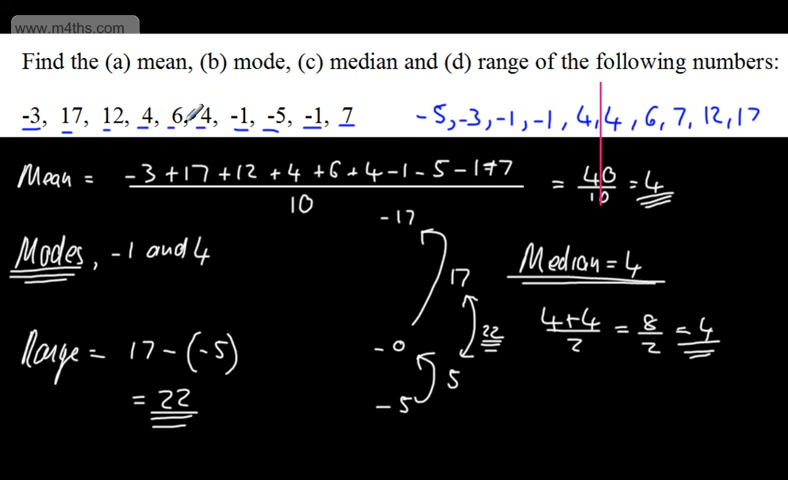 www.m4ths.com
Find the (a) mean, (b) mode, (c) median and (d) range of the following numbers:
-3, 17, 12, 4, 6, 4, -1, -5, -1, 7
-5, -3, -1, -1, 4, 4, 6, 7, 12, 17
Mean = -3 + 17 + 12 + 4 + 6 + 4 - 1 - 5 - 1 + 7
10
= 40
10
= 4
Modes, -1 and 4
Range = 17 - (-5)
= 22
- 17
17
22
- 0
5
- 5
Median = 4
4 + 4
2
= 8
2
= 4